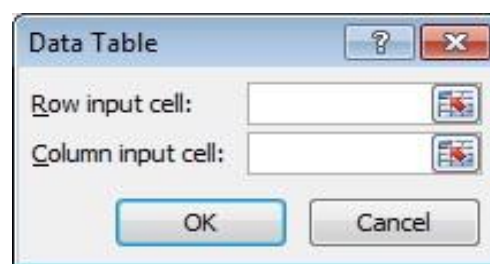 Data Table
?
Row input cell:
Column input cell:
OK
Cancel